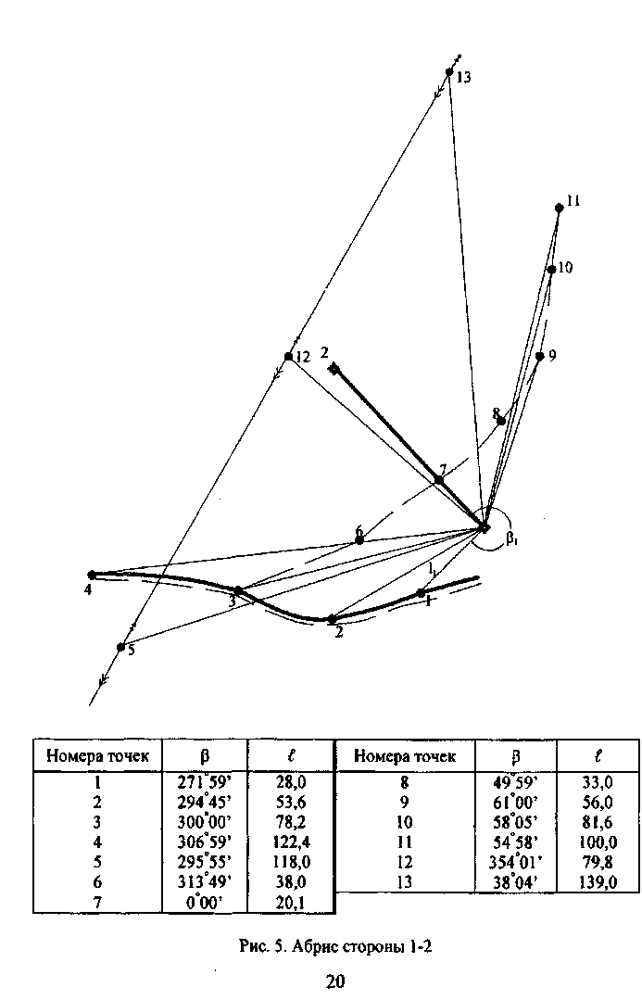 13
11
10
12
2
9
8
7
6
β₁
l₁
4
3
1
2
5
Номера точек β ℓ Номера точек β ℓ
1 271°59' 28,0 8 49°59' 33,0
2 294°45' 53,6 9 61°00' 56,0
3 300°00' 78,2 10 58°05' 81,6
4 306°59' 122,4 11 54°58' 100,0
5 295°55' 118,0 12 354°01' 79,8
6 313°49' 38,0 13 38°04' 139,0
7 0°00' 20,1
Рис. 5. Абрис стороны 1-2
20